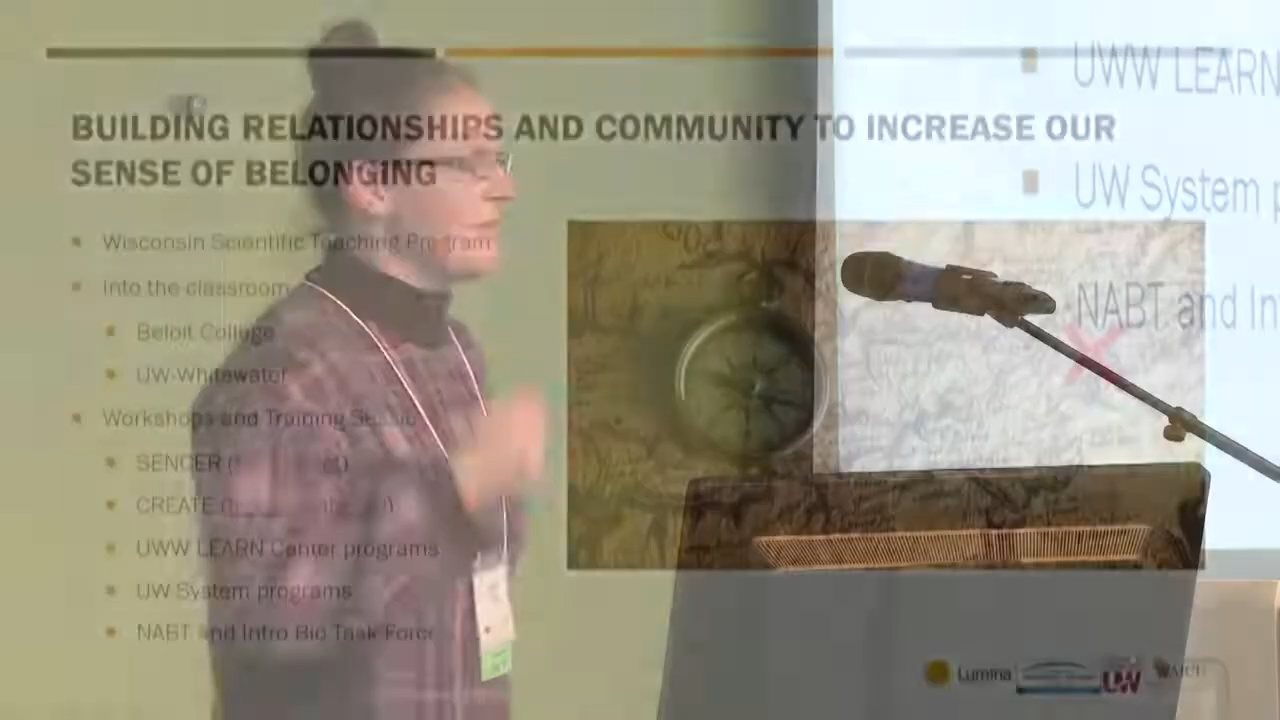 BUILDING RELATIONSHIPS AND COMMUNITY TO INCREASE OUR
SENSE OF BELONGING
Wisconsin Scientific Teaching Program
Into the classroom
Beloit College
UW-Whitewater
Workshops and Training
SENCER
CREATE
UWW LEARN Center programs
UW System programs
NABT and Intro Bio Task Force
UWW LEARN
UW System p
NABT and In
Lumina
UW